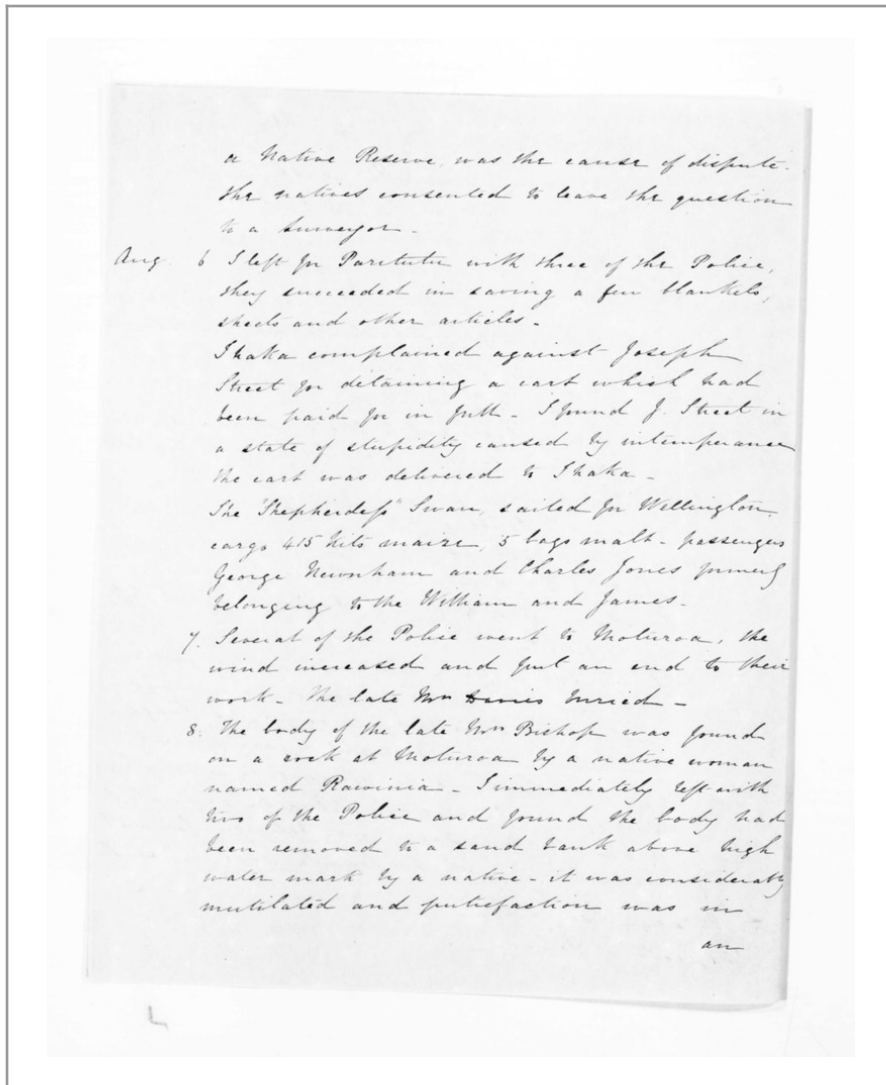 a Native Reserve, was the cause of dispute.
the natives consented to leave the question
to a Surveyor -
Aug. 6 I left for Paritutu with three of the Police,
they succeeded in saving a few blankets,
sheets and other articles -
Ihaka complained against Joseph
Street for detaining a cart which had
been paid for in full - I found J. Street in
a state of stupidity caused by intemperance
the cart was delivered to Ihaka -
The "Shepherdess" Swan, sailed for Wellington,
cargo 415 kits maize, 5 bags malt - passengers
George Newnham and Charles Jones formerly
belonging to the William and James -
7. Several of the Police went to Moturoa, the
wind increased and put an end to their
work - the late Mrs Davies buried -
8. The body of the late Mrs Bishop was found
on a rock at Moturoa by a native woman
named Rawinia - I immediately left with
two of the Police and found the body had
been removed to a sand bank above high
water mark by a native - it was considerably
mutilated and putrefaction was in
an